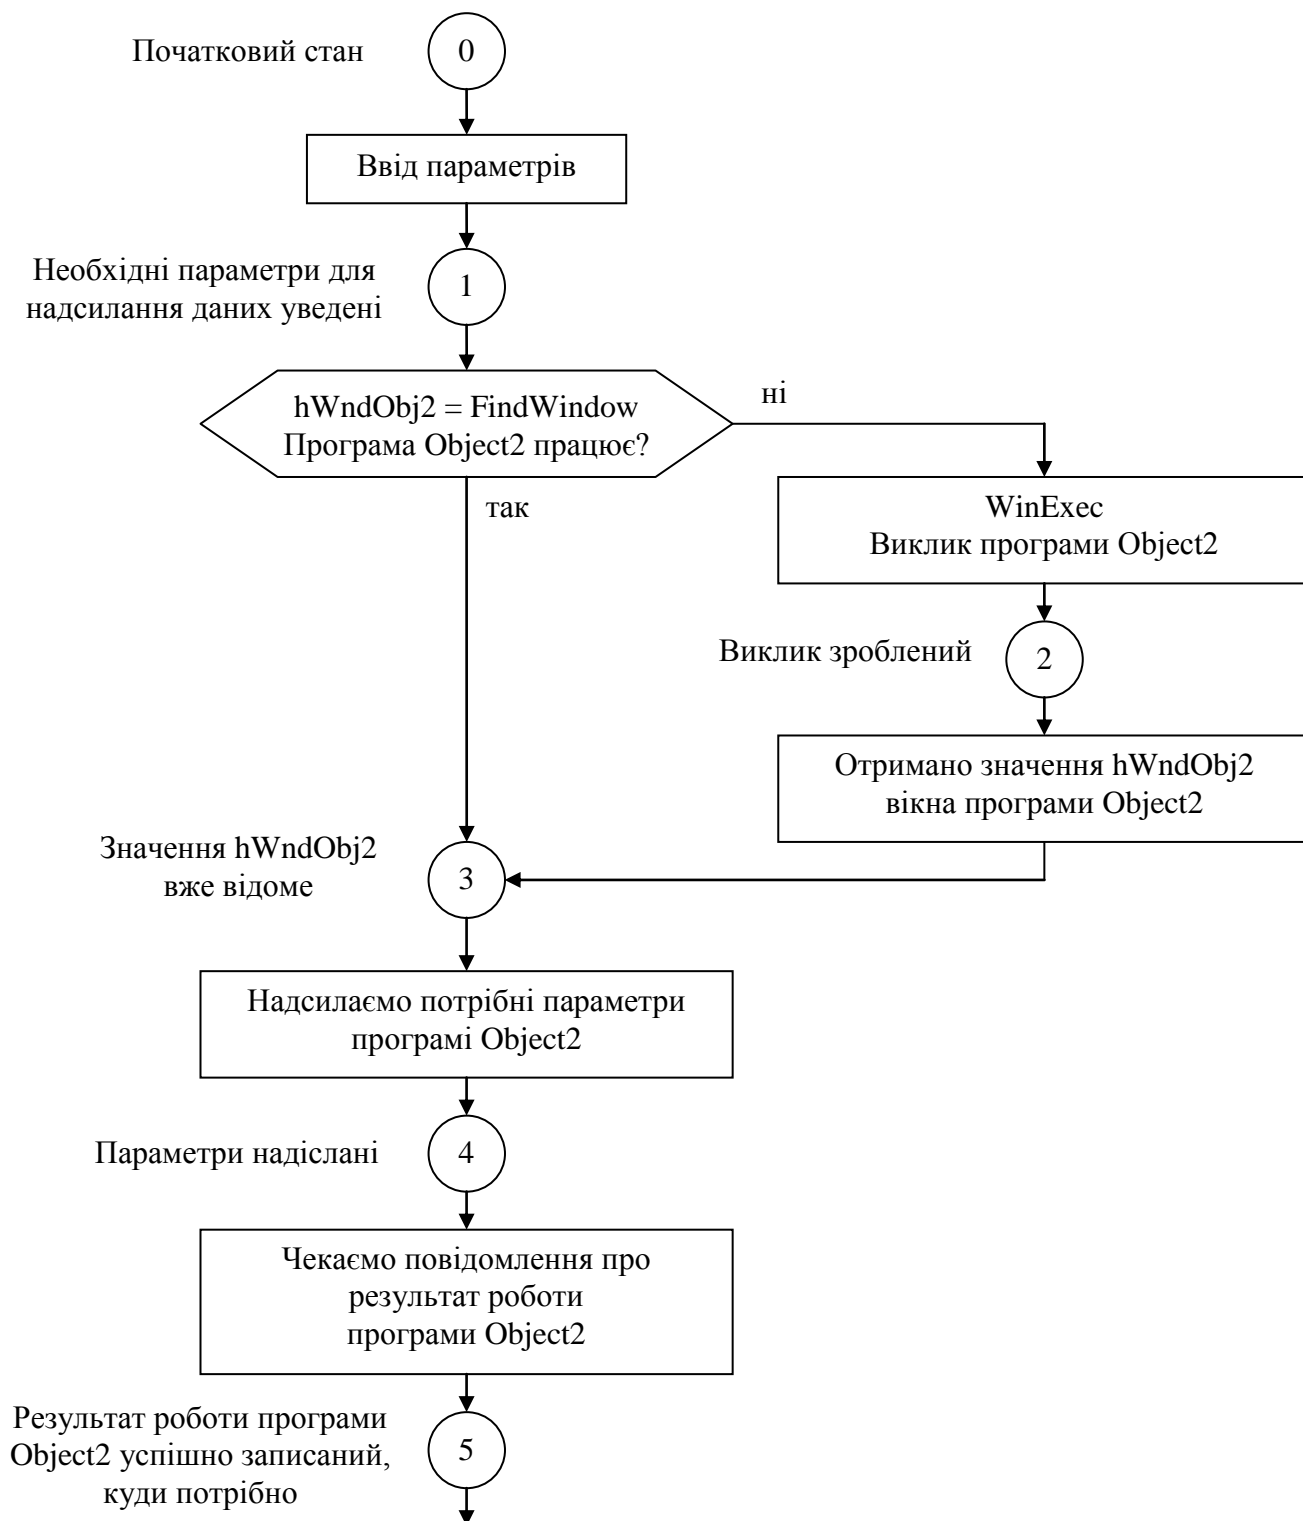 Початковий стан
0
Ввід параметрів
Необхідні параметри для
надсилання даних уведені
1
hWndObj2 = FindWindow
Програма Object2 працює?
ні
так
WinExec
Виклик програми Object2
Виклик зроблений
2
Отримано значення hWndObj2
вікна програми Object2
Значення hWndObj2
вже відоме
3
Надсилаємо потрібні параметри
програмі Object2
Параметри надіслані
4
Чекаємо повідомлення про
результат роботи
програми Object2
Результат роботи програми
Object2 успішно записаний,
куди потрібно
5